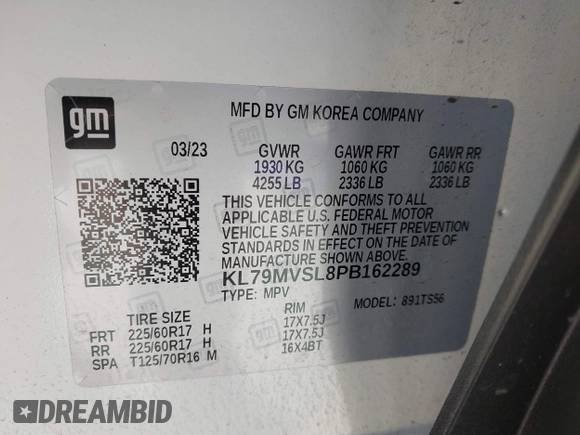 gm
MFD BY GM KOREA COMPANY
03/23 GVWR GAWR FRT GAWR RR
1930 KG 1060 KG 1060 KG
4255 LB 2336 LB 2336 LB
THIS VEHICLE CONFORMS TO ALL
APPLICABLE U.S. FEDERAL MOTOR
VEHICLE SAFETY AND THEFT PREVENTION
STANDARDS IN EFFECT ON THE DATE OF
MANUFACTURE SHOWN ABOVE.
KL79MVSL8PB162289
TYPE: MPV MODEL: 891TS56
TIRE SIZE RIM
FRT 225/60R17 H 17X7.5J
RR 225/60R17 H 17X7.5J
SPA T125/70R16 M 16X4BT
DREAMBID